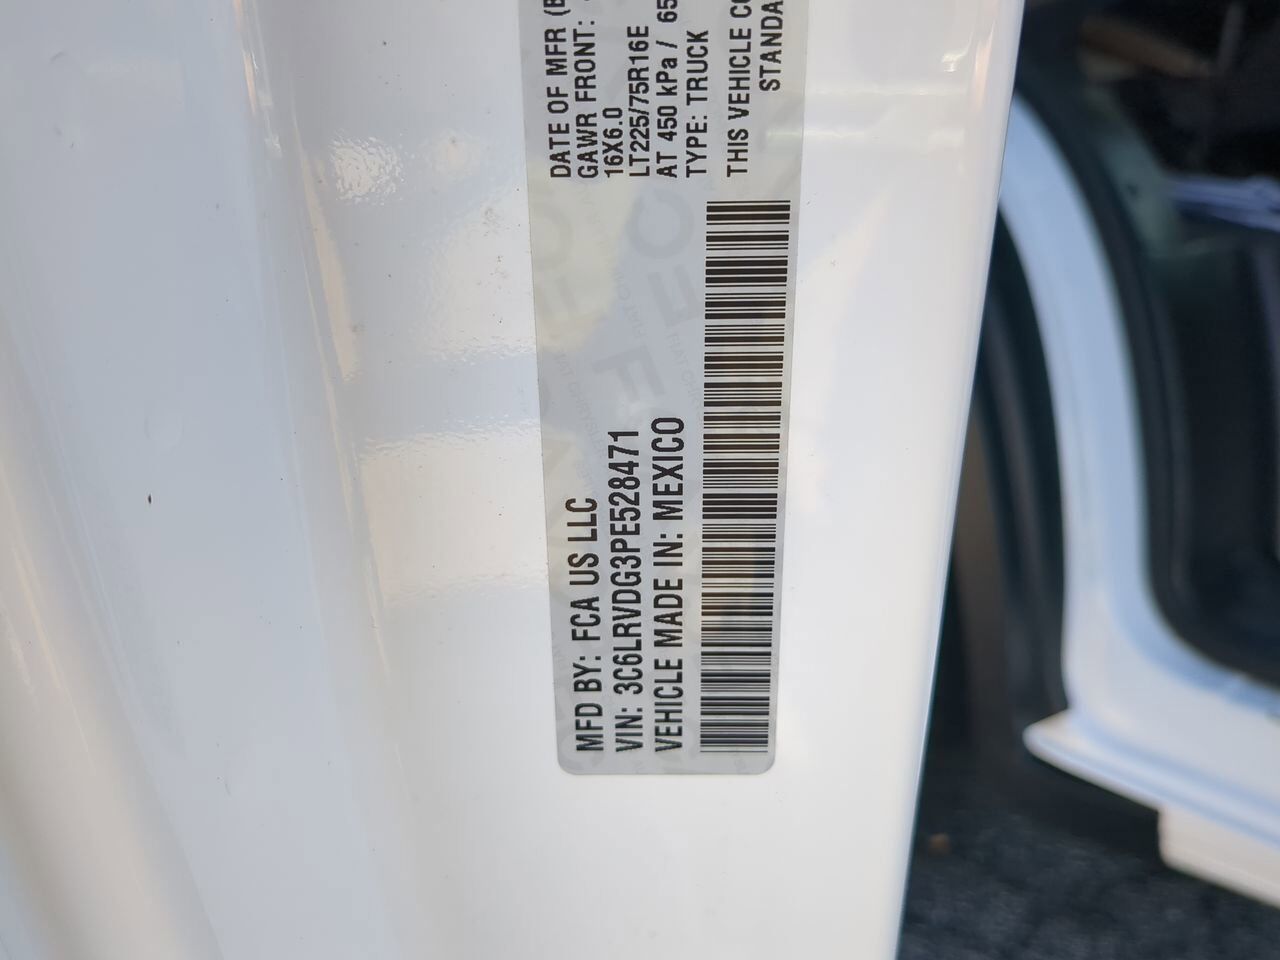 MFD BY: FCA US LLC
VIN: 3C6LRVDG3PE528471
VEHICLE MADE IN: MEXICO
DATE OF MFR
GAWR FRONT:
16X6.0
LT225/75R16E
AT 450 kPa / 65
TYPE: TRUCK
THIS VEHICLE